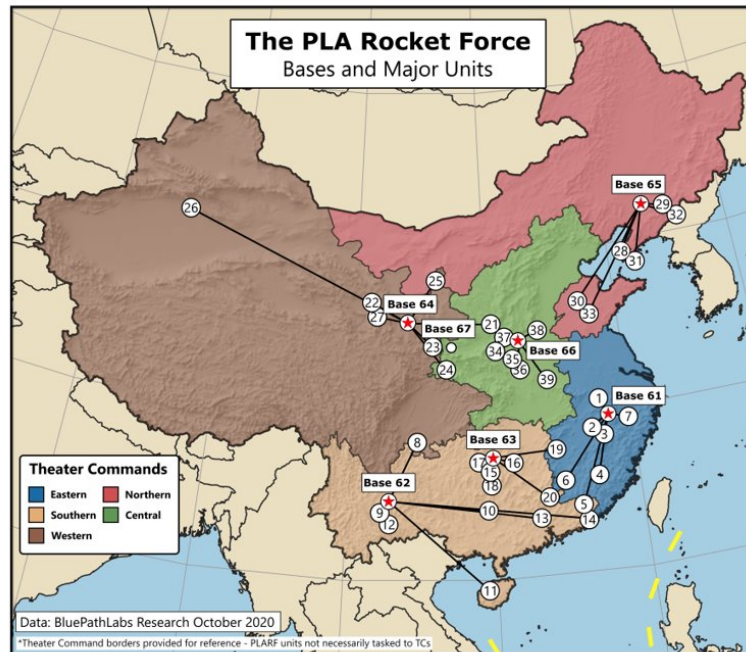 The PLA Rocket Force
Bases and Major Units
Base 65
29
32
28
31
30
33
26
25
22
27
Base 64
Base 67
23
24
21
37
38
34
35
36
Base 66
39
Base 61
1
7
2
3
4
6
5
8
Base 63
19
17
16
15
18
20
Base 62
9
12
10
13
14
11
Theater Commands
Eastern
Northern
Southern
Central
Western
Data: BluePathLabs Research October 2020
*Theater Command borders provided for reference - PLARF units not necessarily tasked to TCs